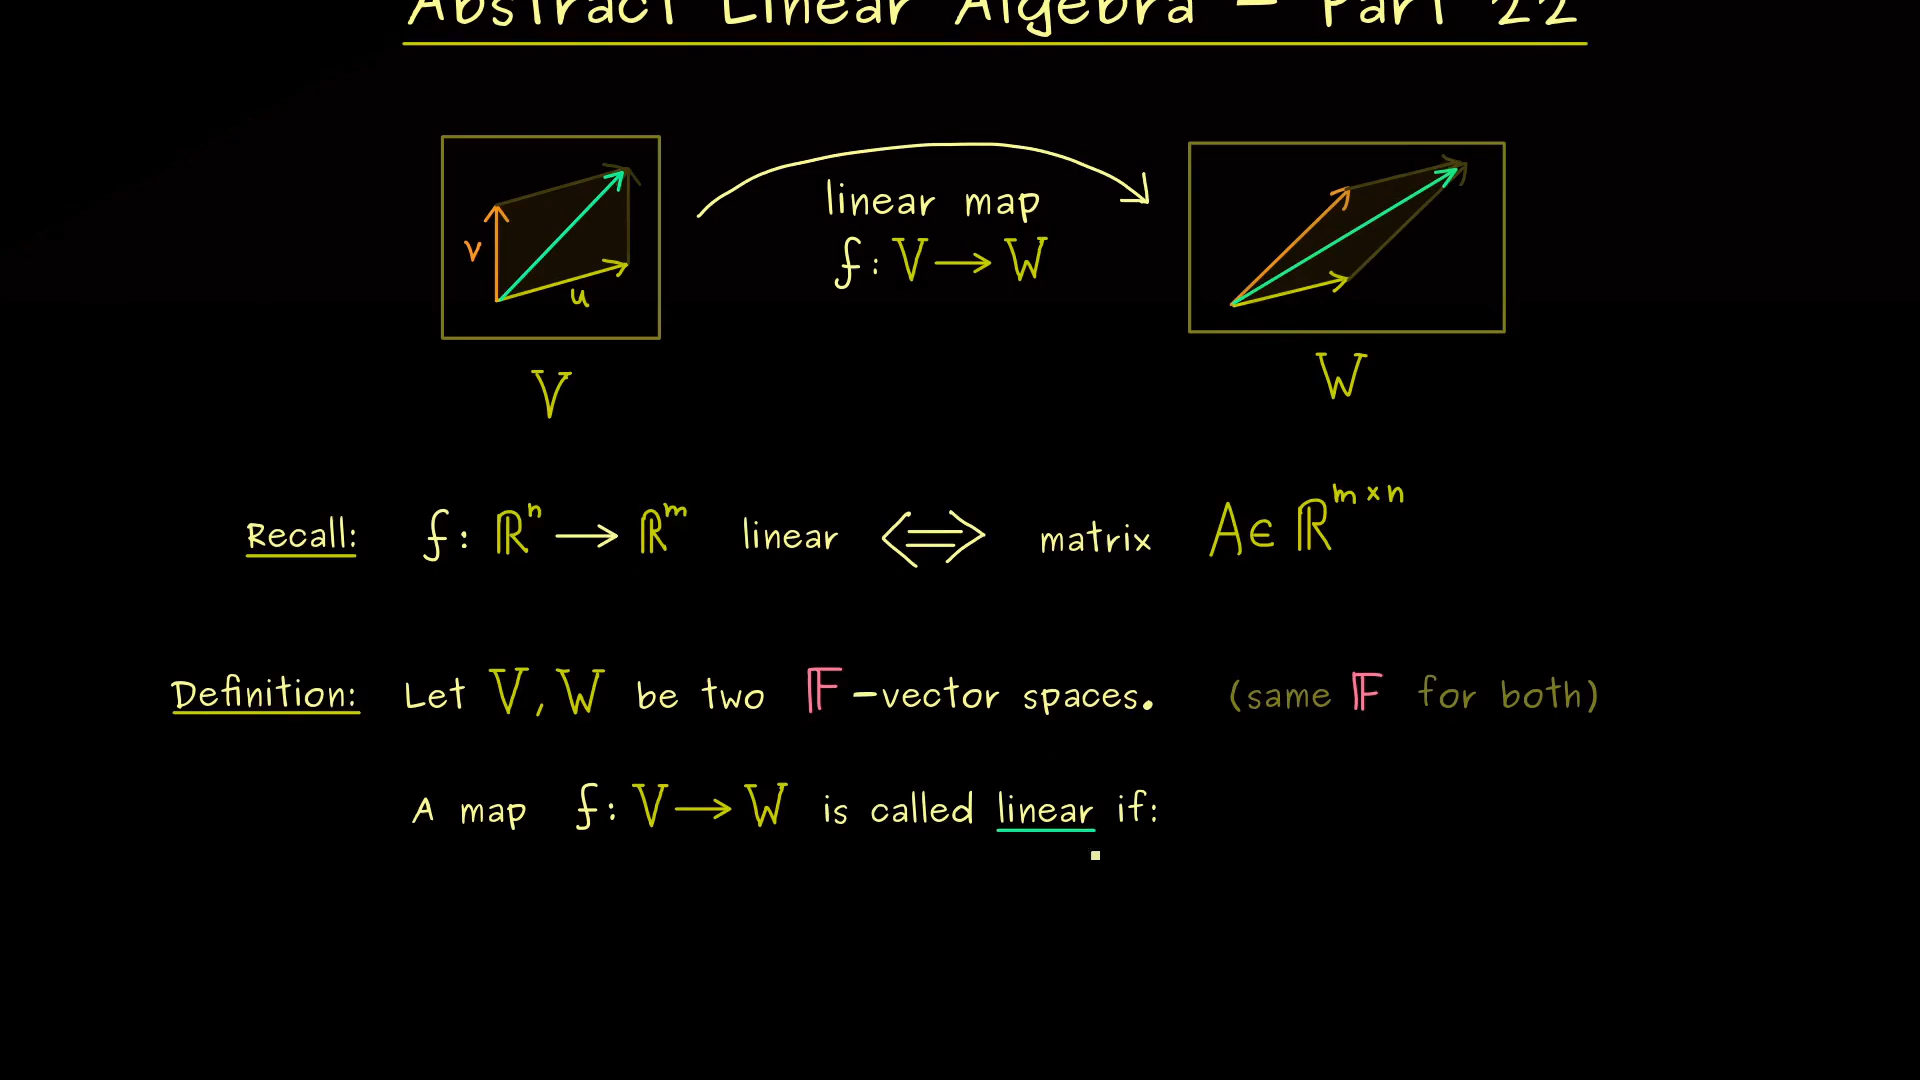 Abstract Linear Algebra – Part 22
linear map
f: V → W
v
u
V
W
Recall: f: ℝⁿ → ℝᵐ linear ⟺ matrix A ∈ ℝᵐˣⁿ
Definition: Let V, W be two 𝔽-vector spaces. (same 𝔽 for both)
A map f: V → W is called linear if: